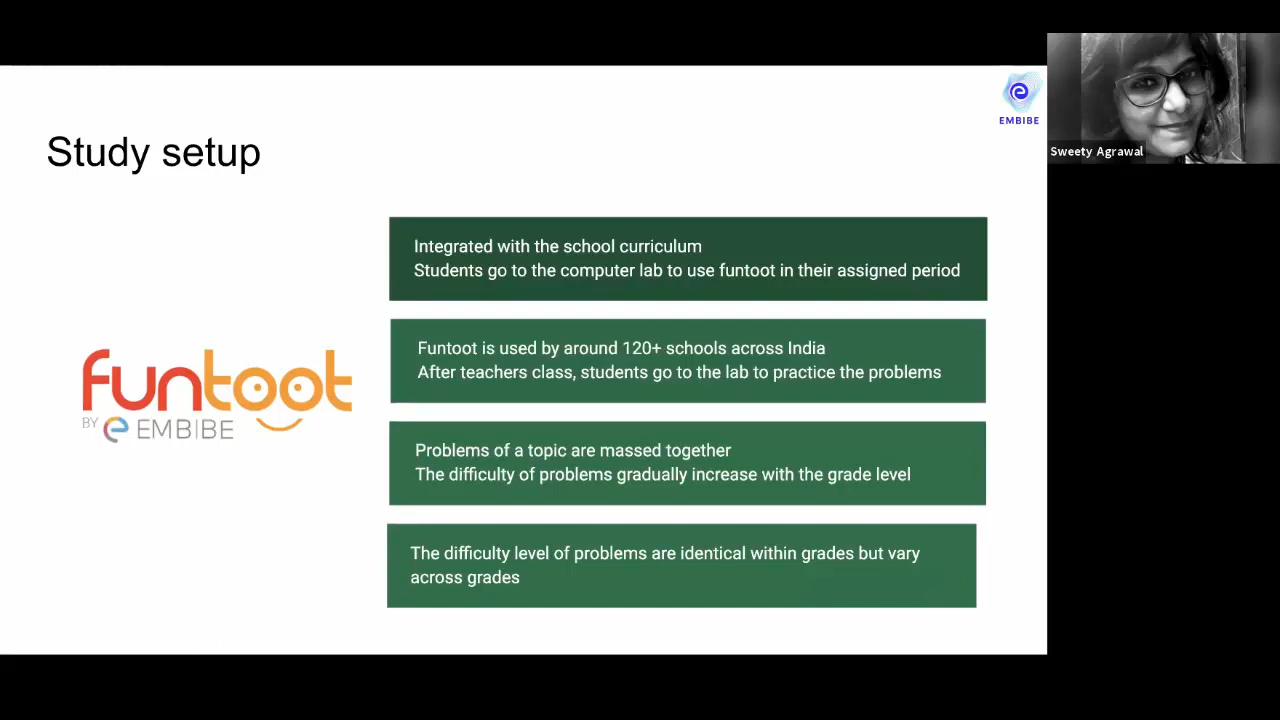 EMBIBE
Sweety Agrawal
Study setup
Integrated with the school curriculum
Students go to the computer lab to use funtoot in their assigned period
Funtoot is used by around 120+ schools across India
After teachers class, students go to the lab to practice the problems
funtoot
BY e EMBIBE
Problems of a topic are massed together
The difficulty of problems gradually increase with the grade level
The difficulty level of problems are identical within grades but vary
across grades